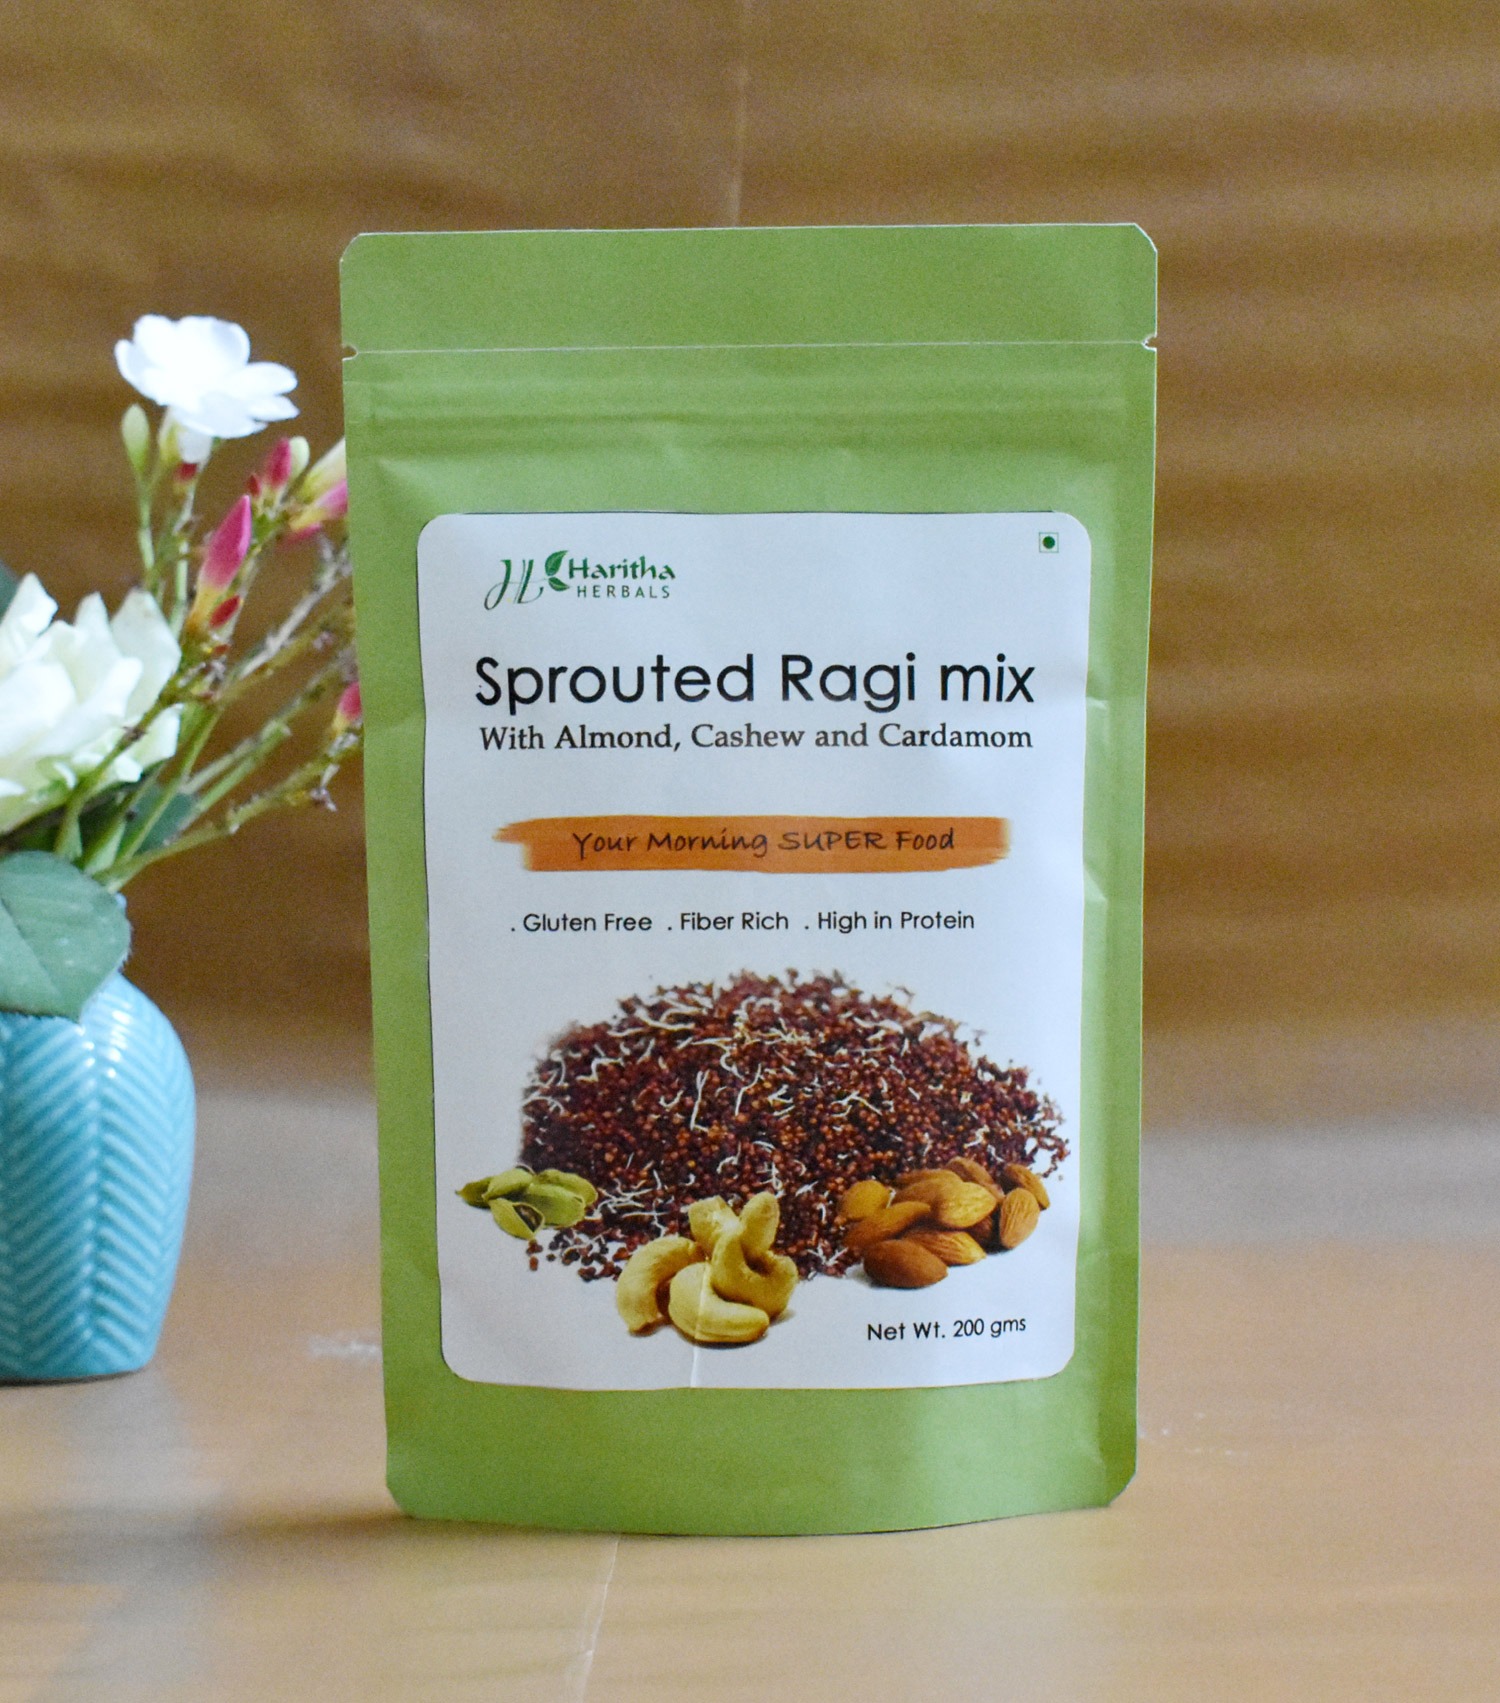 Haritha
HERBALS
Sprouted Ragi mix
With Almond, Cashew and Cardamom
Your Morning SUPER Food
. Gluten Free . Fiber Rich . High in Protein
Net Wt. 200 gms